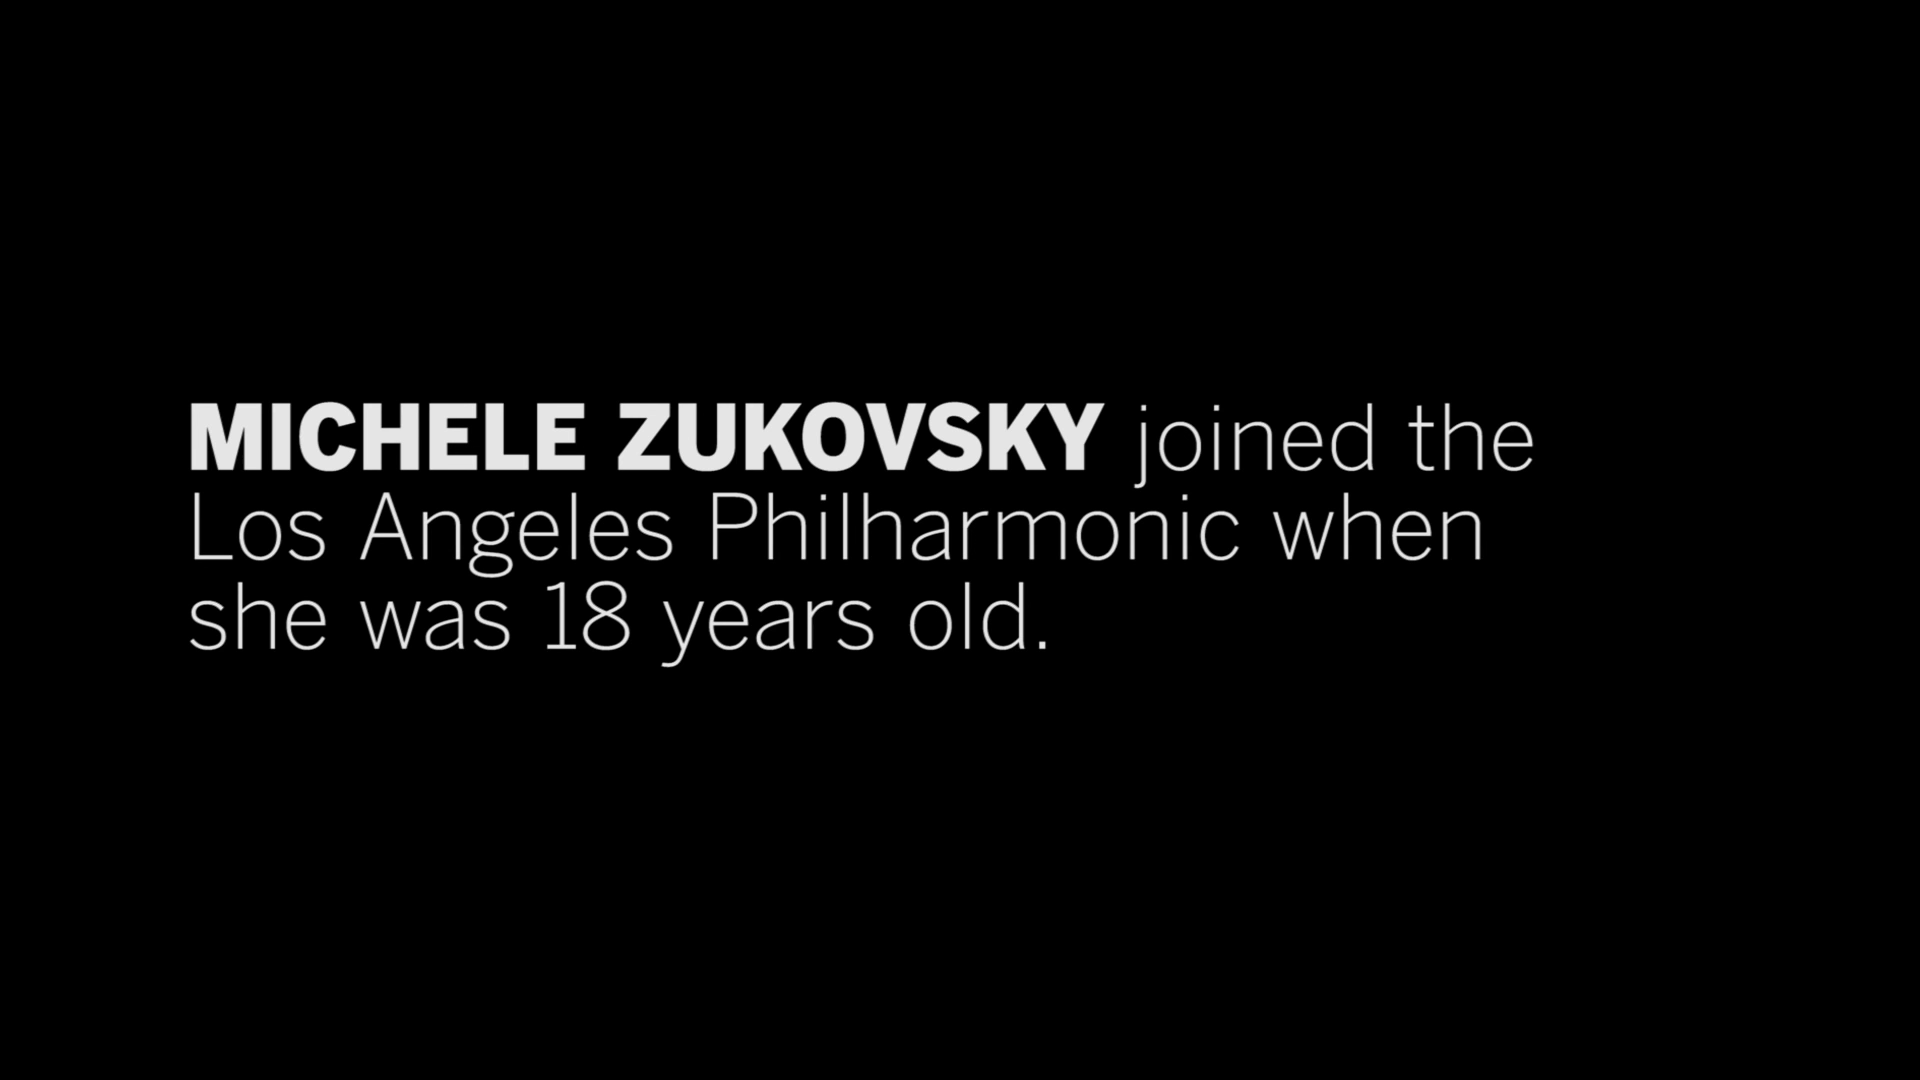 MICHELE ZUKOVSKY joined the
Los Angeles Philharmonic when
she was 18 years old.